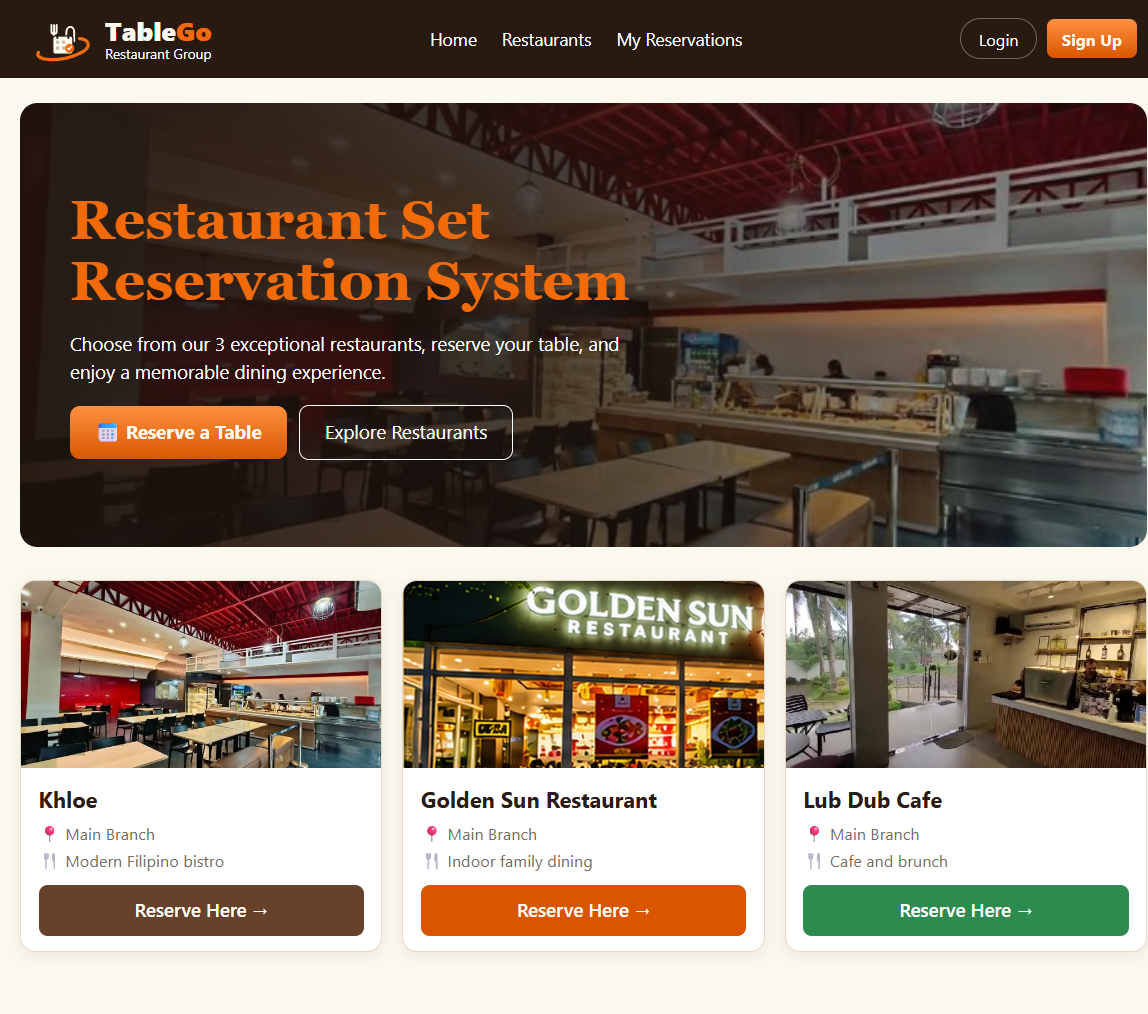 TableGo
Restaurant Group
Home
Restaurants
My Reservations
Login
Sign Up
Restaurant Set
Reservation System
Choose from our 3 exceptional restaurants, reserve your table, and
enjoy a memorable dining experience.
Reserve a Table
Explore Restaurants
GOLDEN SUN
RESTAURANT
Khloe
Main Branch
Modern Filipino bistro
Reserve Here →
Golden Sun Restaurant
Main Branch
Indoor family dining
Reserve Here →
Lub Dub Cafe
Main Branch
Cafe and brunch
Reserve Here →